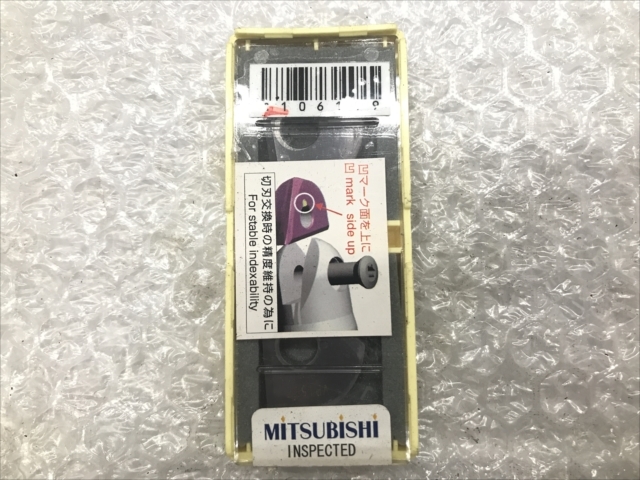 凹マーク面を上に
凹 mark side up
切刃交換時の精度維持の為に
For stable indexability
MITSUBISHI
INSPECTED